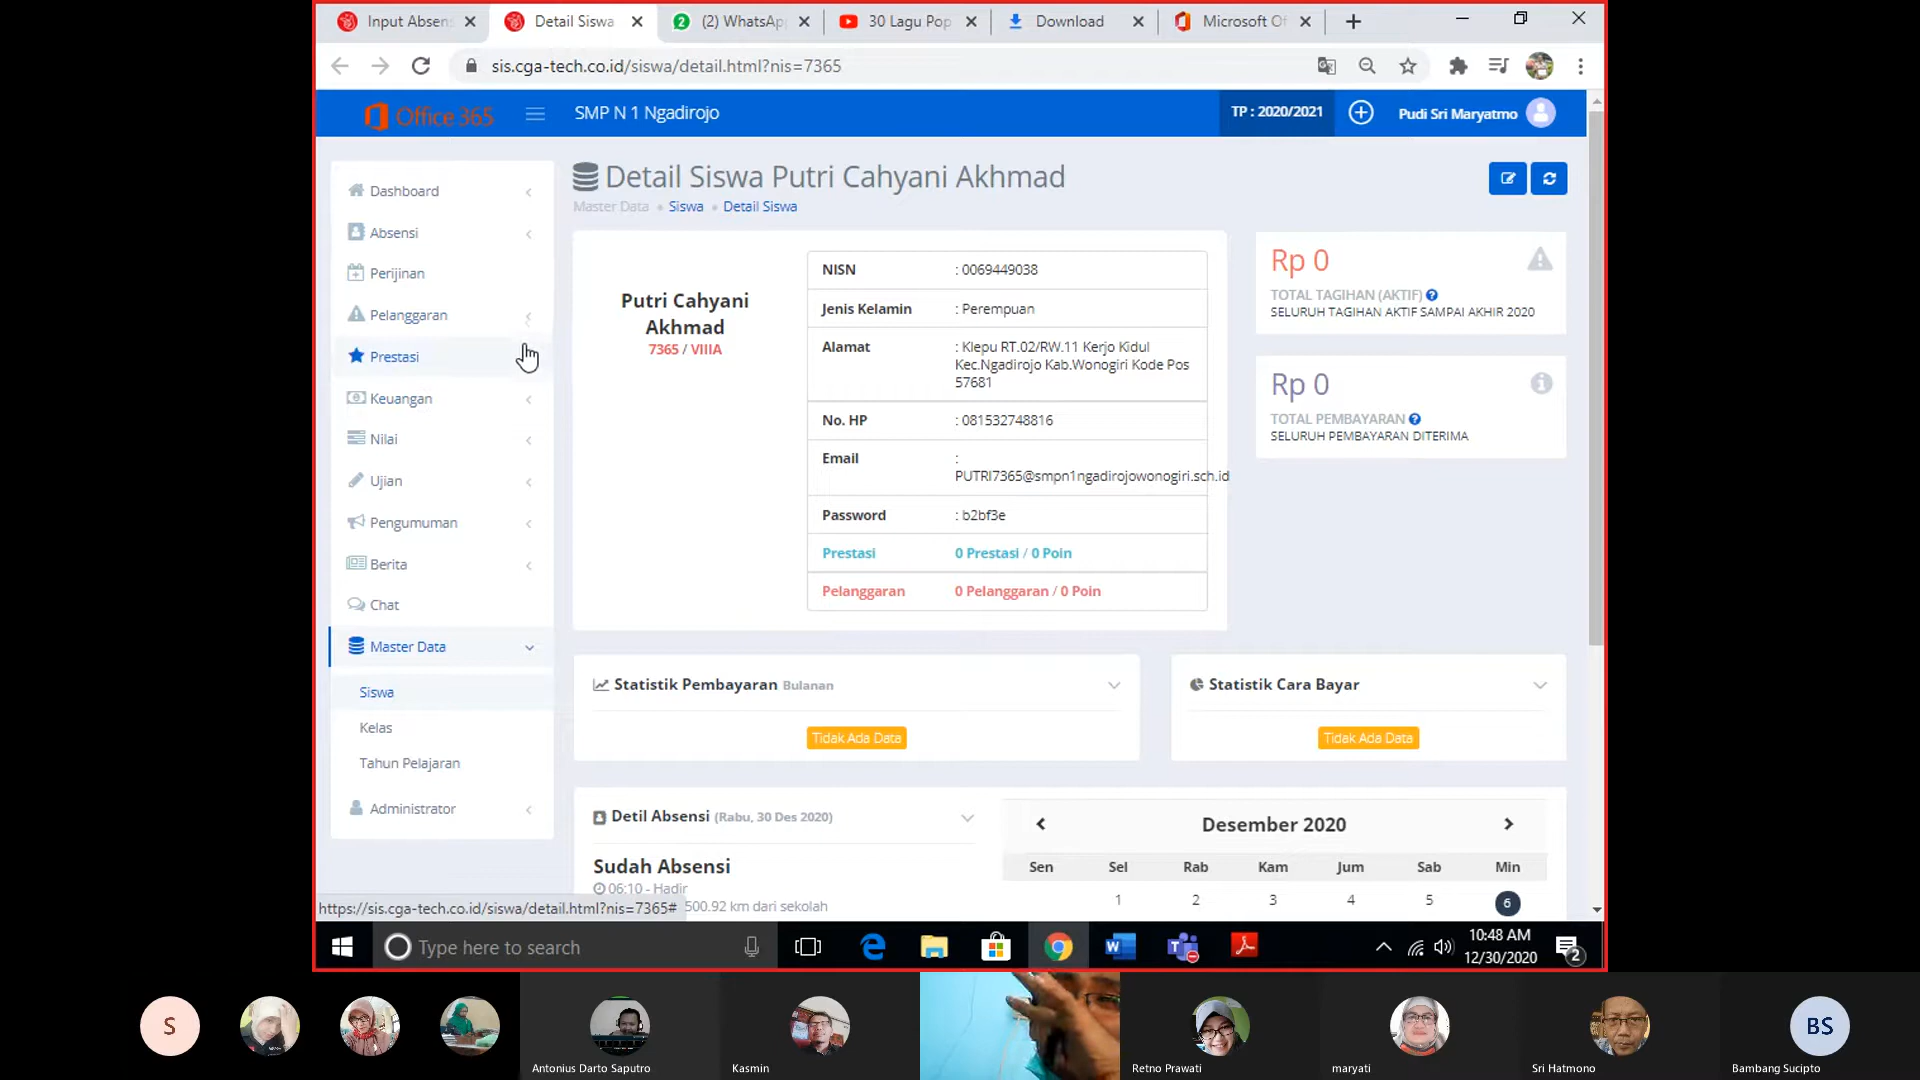 Input Absens
Detail Siswa
(2) WhatsAp
30 Lagu Pop
Download
Microsoft Of
sis.cga-tech.co.id/siswa/detail.html?nis=7365
Office 365
SMP N 1 Ngadirojo
TP : 2020/2021
Pudi Sri Maryatmo
Dashboard
Absensi
Perijinan
Pelanggaran
Prestasi
Keuangan
Nilai
Ujian
Pengumuman
Berita
Chat
Master Data
Siswa
Kelas
Tahun Pelajaran
Administrator
Detail Siswa Putri Cahyani Akhmad
Master Data • Siswa • Detail Siswa
Putri Cahyani
Akhmad
7365 / VIIIA
NISN : 0069449038
Jenis Kelamin : Perempuan
Alamat : Klepu RT.02/RW.11 Kerjo Kidul
Kec.Ngadirojo Kab.Wonogiri Kode Pos
57681
No. HP : 081532748816
Email :
PUTRI7365@smpn1ngadirojowonogiri.sch.id
Password : b2bf3e
Prestasi 0 Prestasi / 0 Poin
Pelanggaran 0 Pelanggaran / 0 Poin
Rp 0
TOTAL TAGIHAN (AKTIF)
SELURUH TAGIHAN AKTIF SAMPAI AKHIR 2020
Rp 0
TOTAL PEMBAYARAN
SELURUH PEMBAYARAN DITERIMA
Statistik Pembayaran Bulanan
Tidak Ada Data
Statistik Cara Bayar
Tidak Ada Data
Detil Absensi (Rabu, 30 Des 2020)
Sudah Absensi
06:10 - Hadir
500.92 km dari sekolah
Desember 2020
Sen Sel Rab Kam Jum Sab Min
1 2 3 4 5 6
https://sis.cga-tech.co.id/siswa/detail.html?nis=7365#
Type here to search
10:48 AM
12/30/2020
2
S
BS
Antonius Darto Saputro
Kasmin
Retno Prawati
maryati
Sri Hatmono
Bambang Sucipto